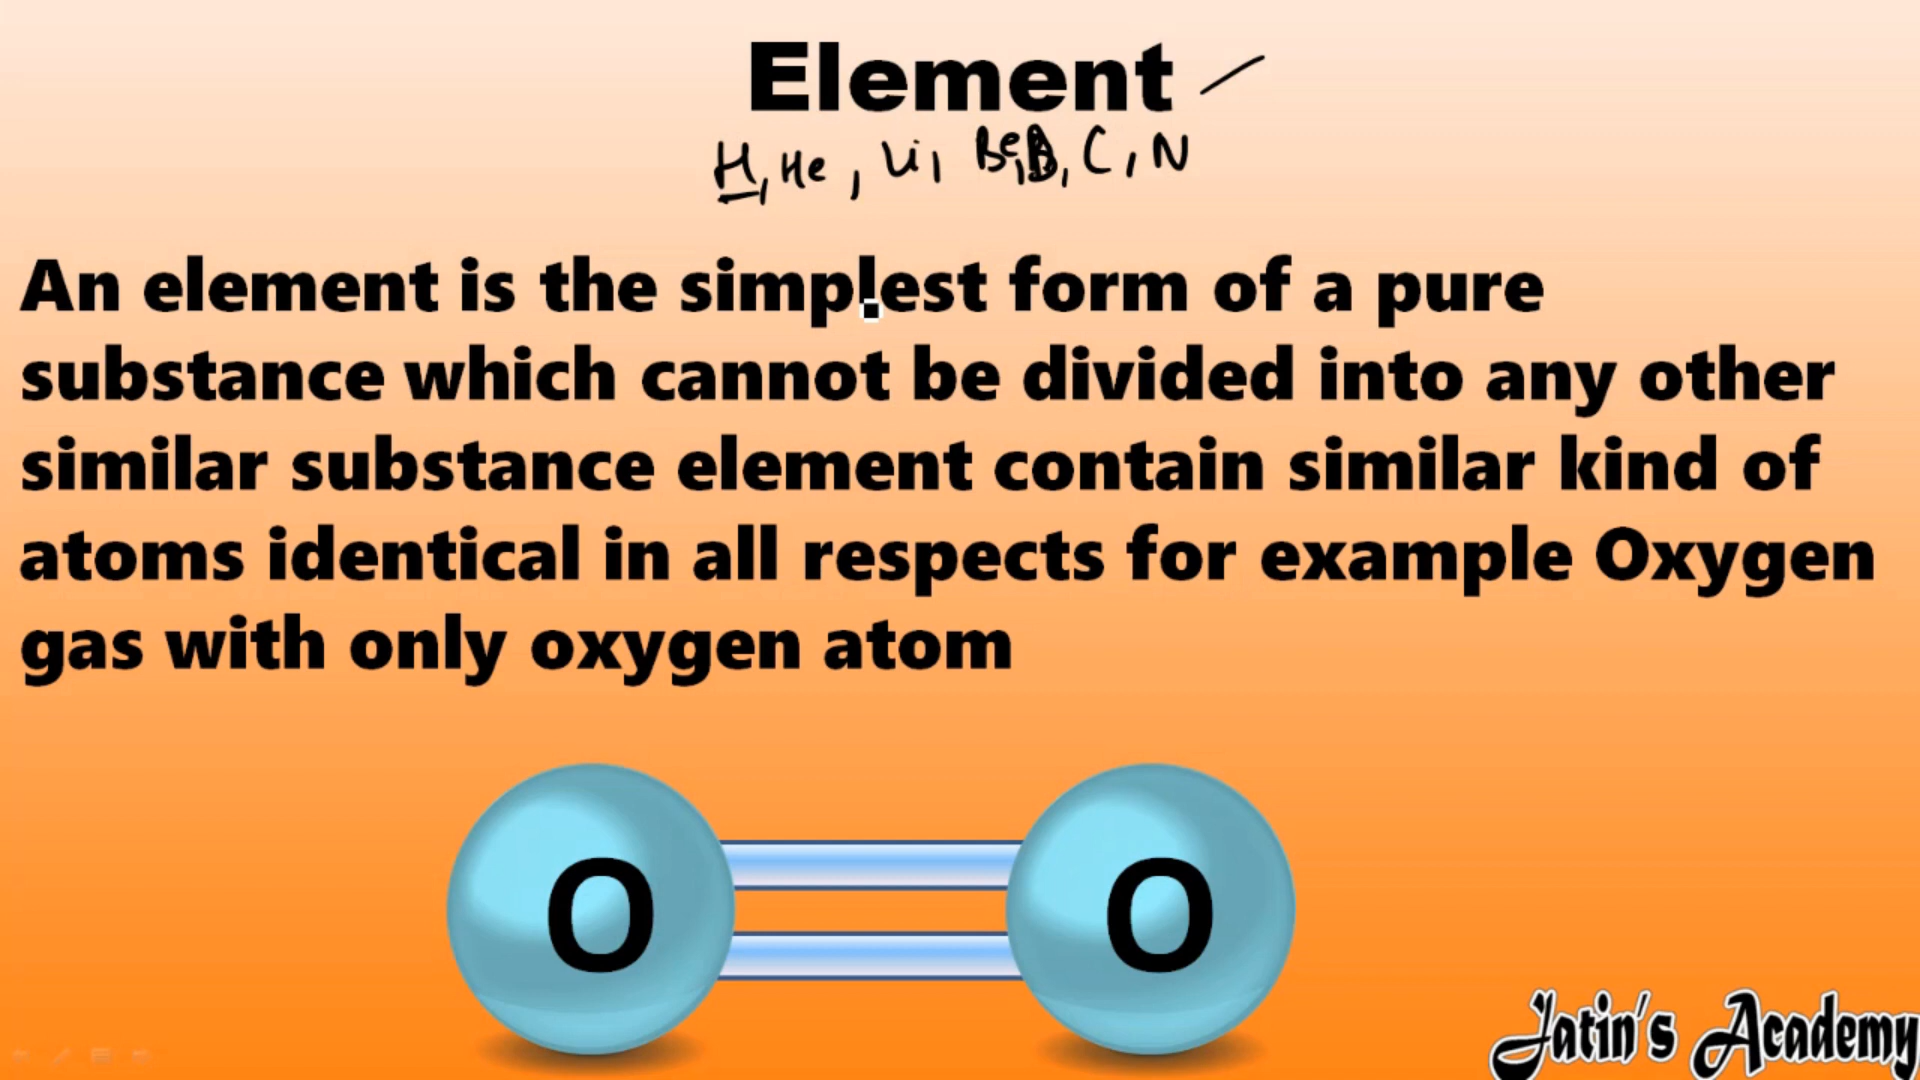 Element
H, He, Li, Be, B, C, N
An element is the simplest form of a pure
substance which cannot be divided into any other
similar substance element contain similar kind of
atoms identical in all respects for example Oxygen
gas with only oxygen atom
O O
Jatin's Academy